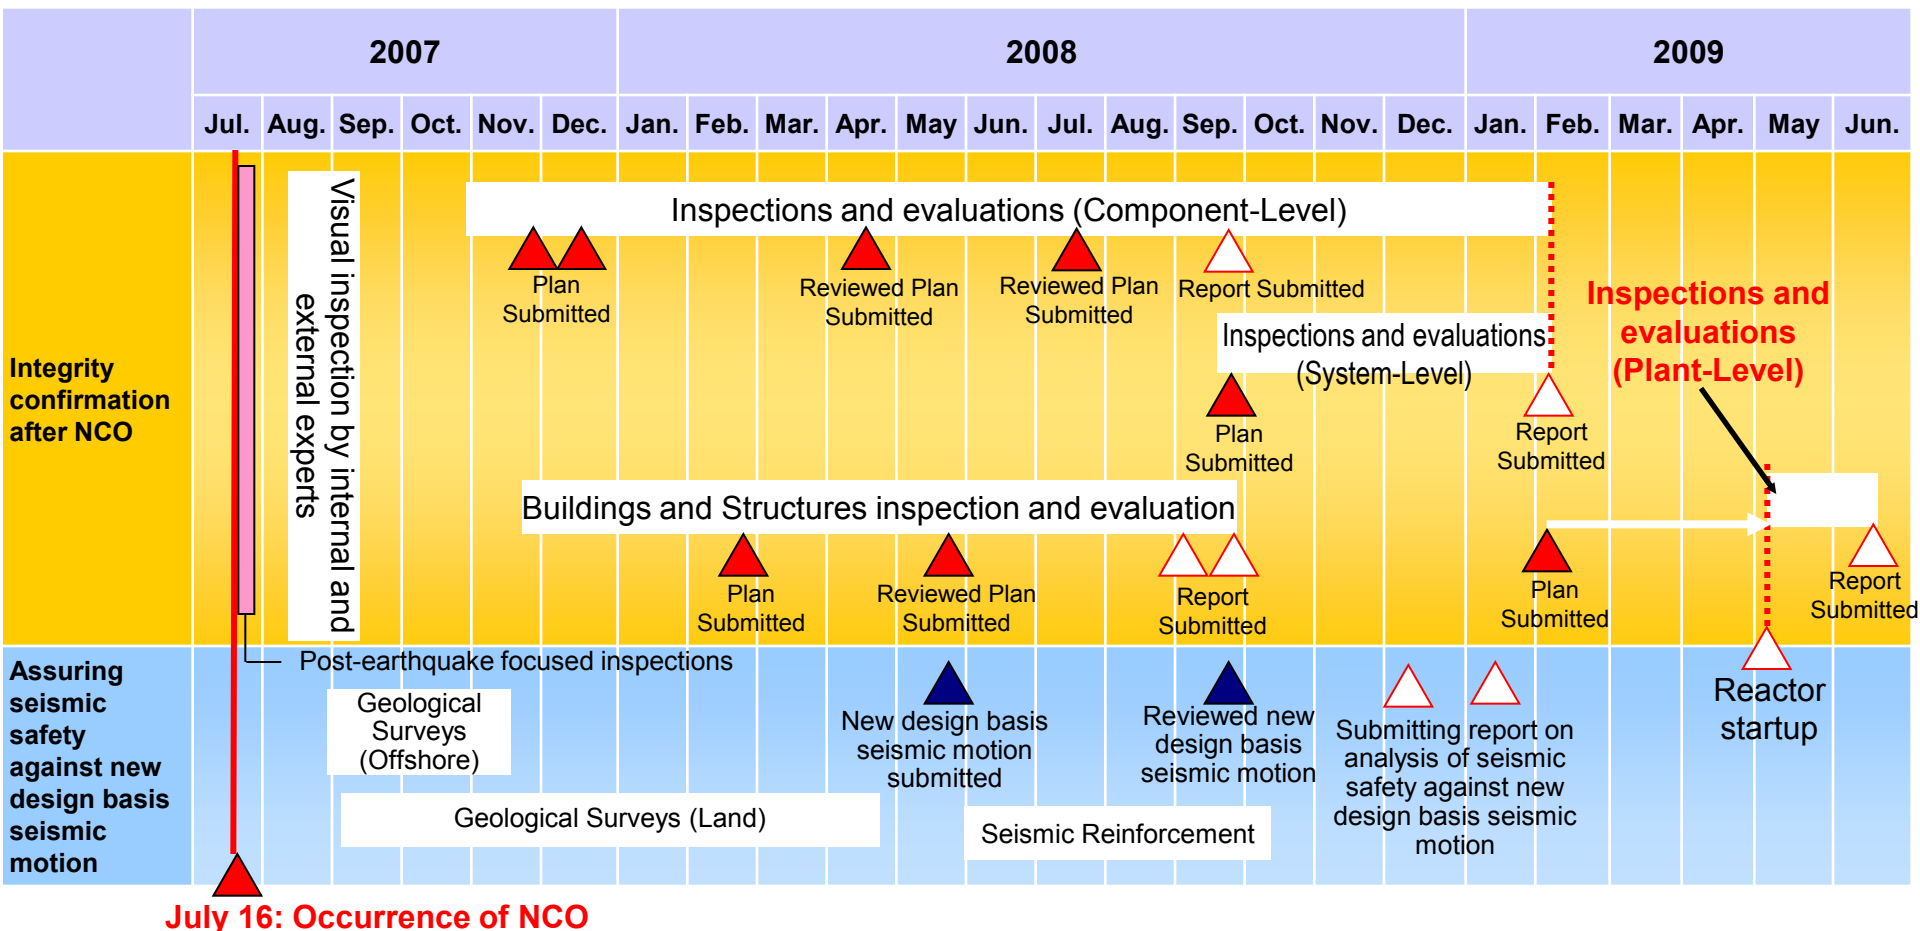 2007
2008
2009
Jul. Aug. Sep. Oct. Nov. Dec. Jan. Feb. Mar. Apr. May Jun. Jul. Aug. Sep. Oct. Nov. Dec. Jan. Feb. Mar. Apr. May Jun.
Integrity
confirmation
after NCO
Visual inspection by internal and
external experts
Inspections and evaluations (Component-Level)
Plan
Submitted
Reviewed Plan
Submitted
Reviewed Plan
Submitted
Report Submitted
Inspections and evaluations
(System-Level)
Plan
Submitted
Report
Submitted
Inspections and
evaluations
(Plant-Level)
Buildings and Structures inspection and evaluation
Plan
Submitted
Reviewed Plan
Submitted
Report
Submitted
Plan
Submitted
Report
Submitted
Post-earthquake focused inspections
Assuring
seismic
safety
against new
design basis
seismic
motion
Geological
Surveys
(Offshore)
Geological Surveys (Land)
New design basis
seismic motion
submitted
Reviewed new
design basis
seismic motion
Seismic Reinforcement
Submitting report on
analysis of seismic
safety against new
design basis seismic
motion
Reactor
startup
July 16: Occurrence of NCO